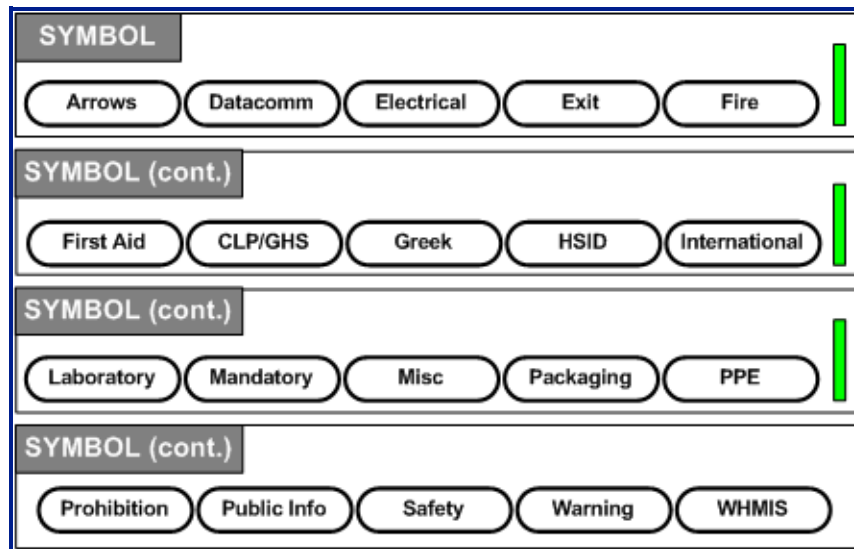 SYMBOL
Arrows Datacomm Electrical Exit Fire
SYMBOL (cont.)
First Aid CLP/GHS Greek HSID International
SYMBOL (cont.)
Laboratory Mandatory Misc Packaging PPE
SYMBOL (cont.)
Prohibition Public Info Safety Warning WHMIS